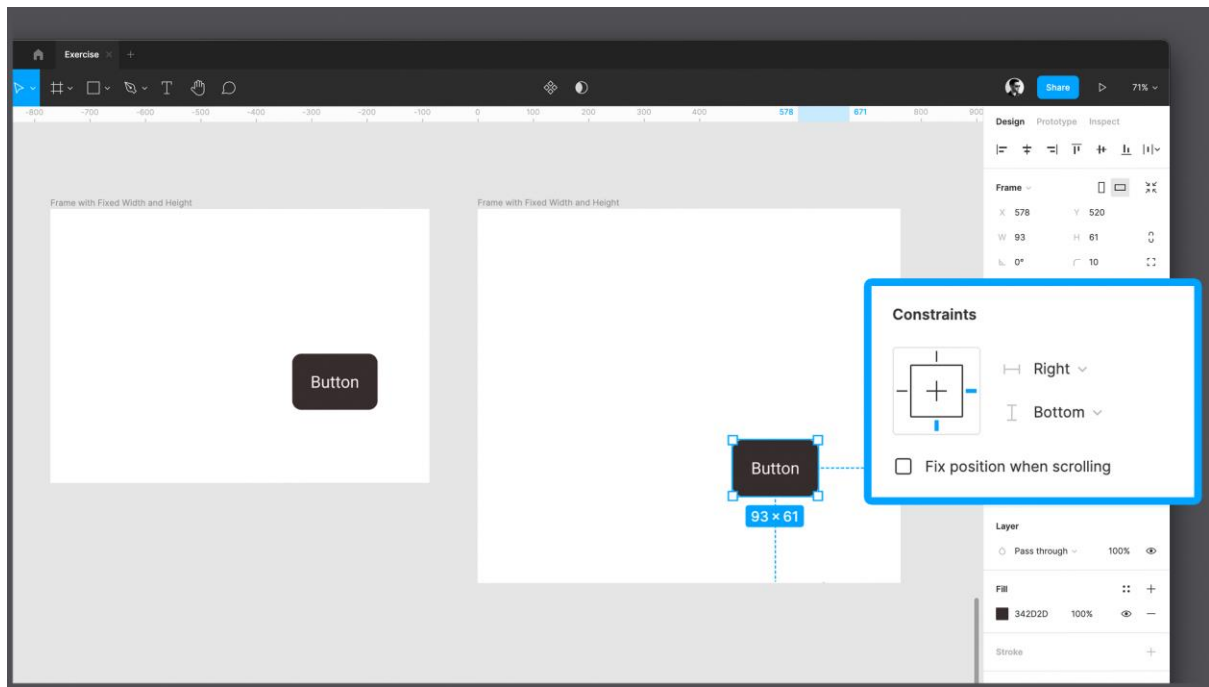 Exercise
Share
71%
-800 -700 -600 -500 -400 -300 -200 -100 0 100 200 300 400 578 671 800 900
Design Prototype Inspect
Frame
X 578 Y 520
W 93 H 61
0° 10
Frame with Fixed Width and Height
Button
Frame with Fixed Width and Height
Button
93 × 61
Constraints
Right
Bottom
Fix position when scrolling
Layer
Pass through 100%
Fill
342D2D 100%
Stroke